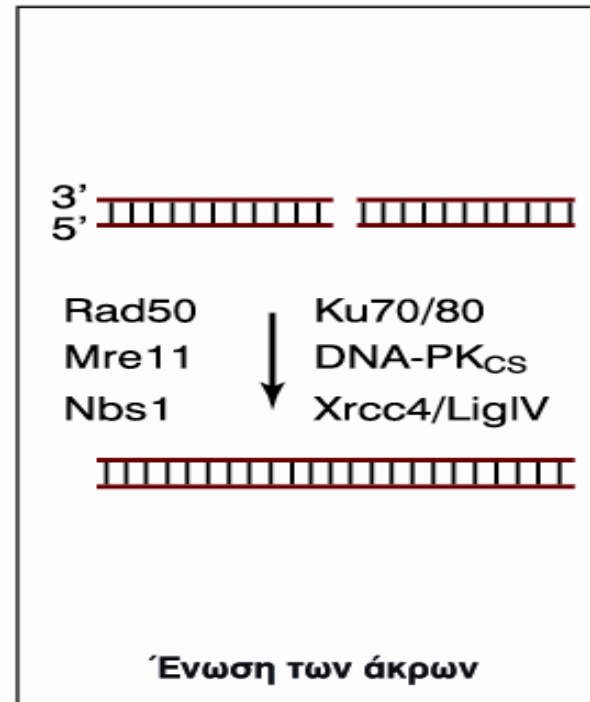 3’
5’
Rad50 Ku70/80
Mre11 DNA-PKCS
Nbs1 Xrcc4/LigIV
Ένωση των άκρων